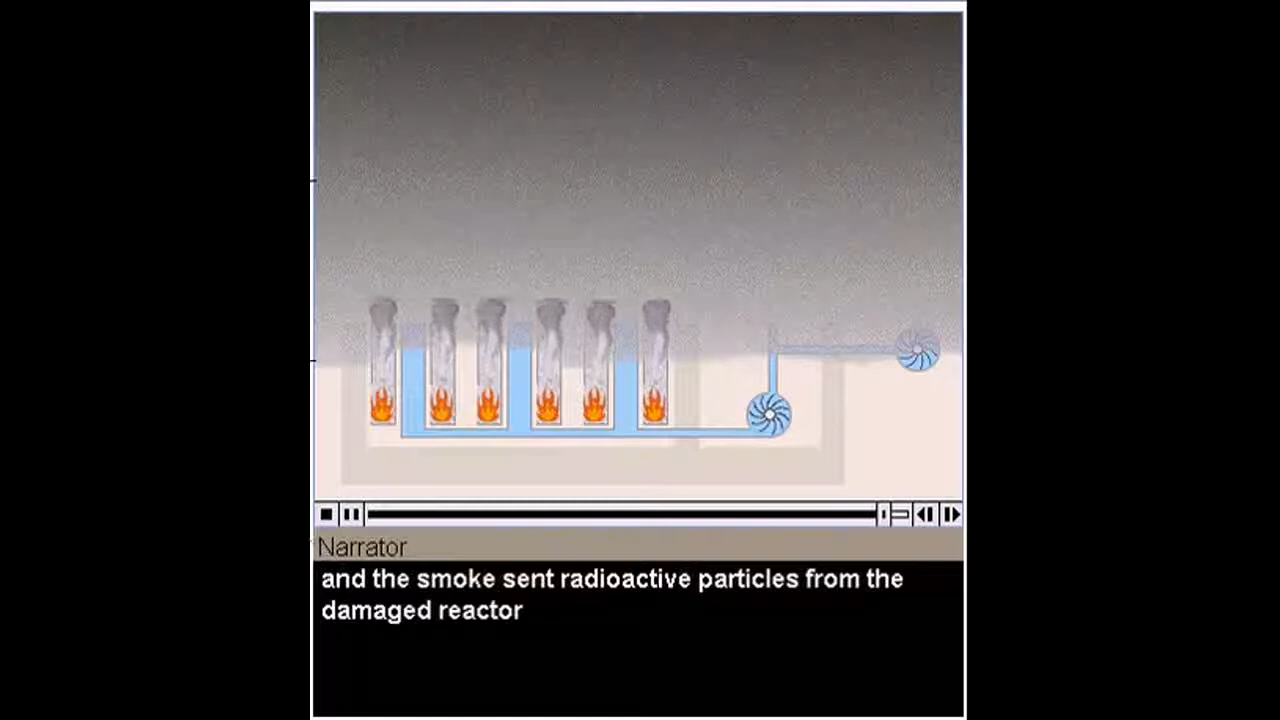 Narrator
and the smoke sent radioactive particles from the
damaged reactor